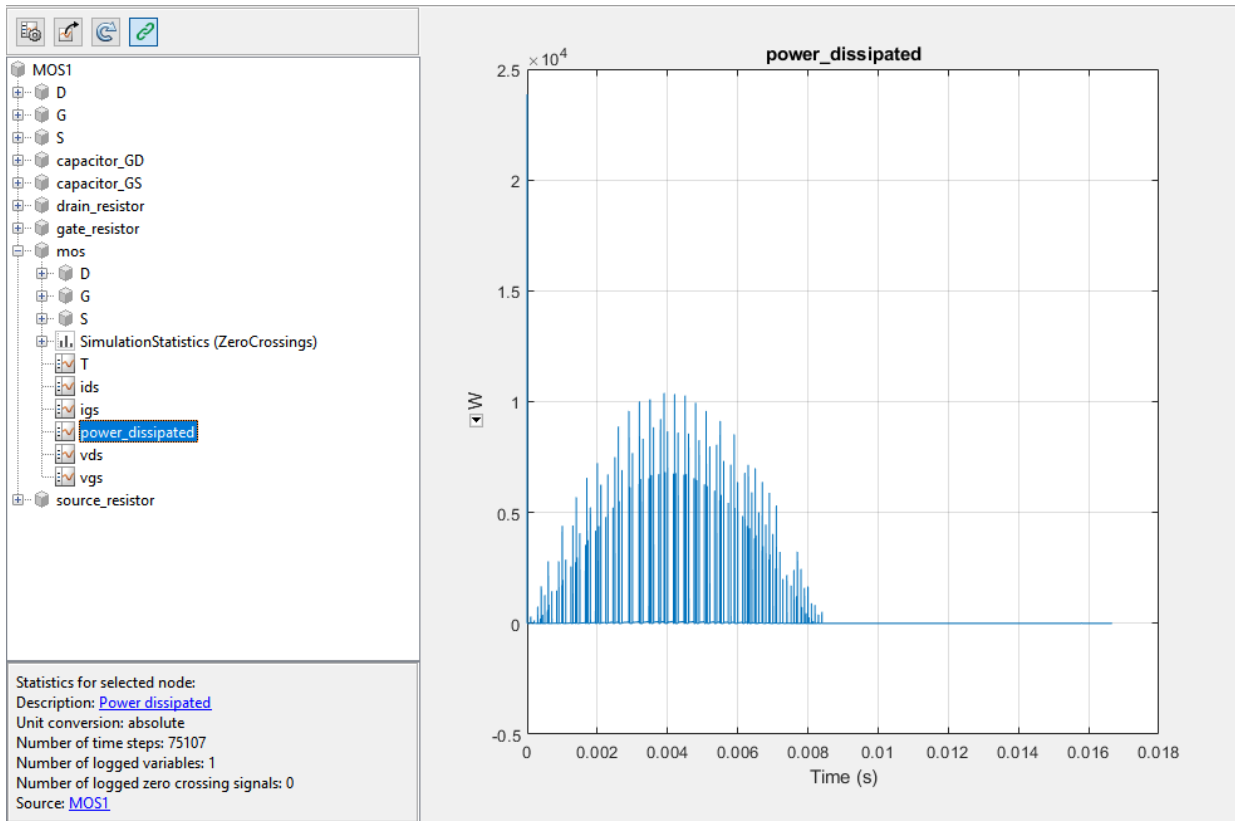 MOS1
D
G
S
capacitor_GD
capacitor_GS
drain_resistor
gate_resistor
mos
D
G
S
SimulationStatistics (ZeroCrossings)
T
ids
igs
power_dissipated
vds
vgs
source_resistor
Statistics for selected node:
Description: Power dissipated
Unit conversion: absolute
Number of time steps: 75107
Number of logged variables: 1
Number of logged zero crossing signals: 0
Source: MOS1
power_dissipated
×10⁴
2.5
2
1.5
1
0.5
0
-0.5
W
0 0.002 0.004 0.006 0.008 0.01 0.012 0.014 0.016 0.018
Time (s)